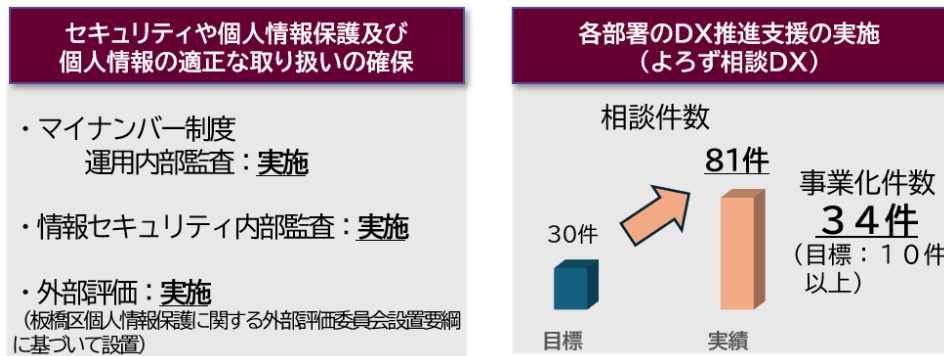 セキュリティや個人情報保護及び
個人情報の適正な取り扱いの確保
・マイナンバー制度
運用内部監査：実施
・情報セキュリティ内部監査：実施
・外部評価：実施
（板橋区個人情報保護に関する外部評価委員会設置要綱
に基づいて設置）
各部署のDX推進支援の実施
（よろず相談DX）
相談件数
81件
30件
目標
実績
事業化件数
３４件
（目標：１０件
以上）